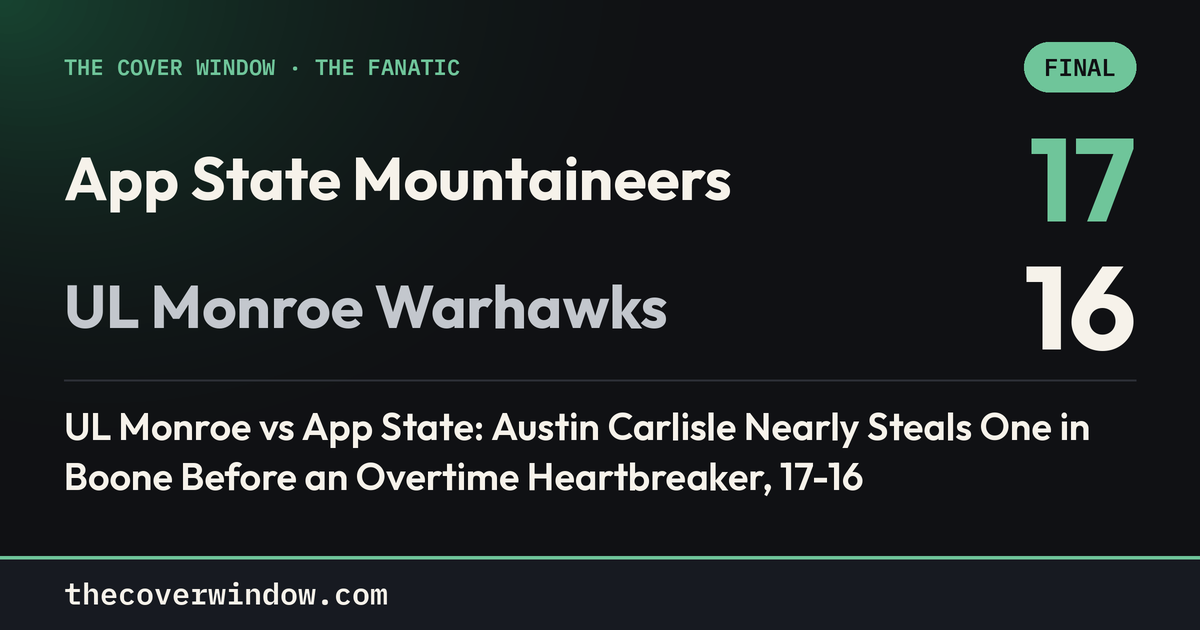 THE COVER WINDOW · THE FANATIC
FINAL
App State Mountaineers 17
UL Monroe Warhawks 16
UL Monroe vs App State: Austin Carlisle Nearly Steals One in
Boone Before an Overtime Heartbreaker, 17-16
thecoverwindow.com